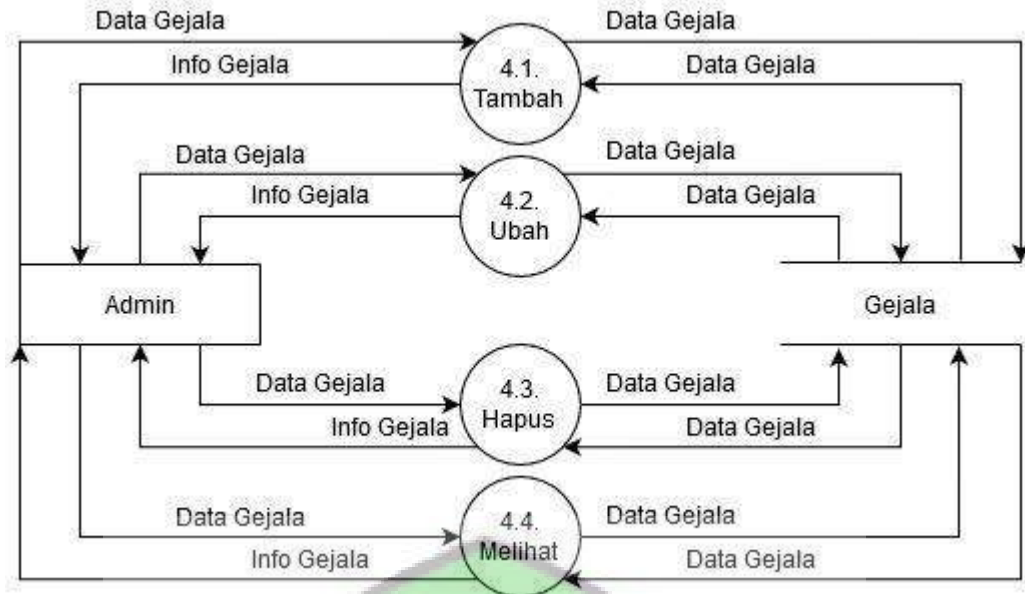 Data Gejala
Data Gejala
Info Gejala
Data Gejala
4.1.
Tambah
Data Gejala
Data Gejala
Info Gejala
Data Gejala
4.2.
Ubah
Admin
Gejala
Data Gejala
Data Gejala
4.3.
Hapus
Info Gejala
Data Gejala
Data Gejala
Data Gejala
4.4.
Melihat
Info Gejala
Data Gejala